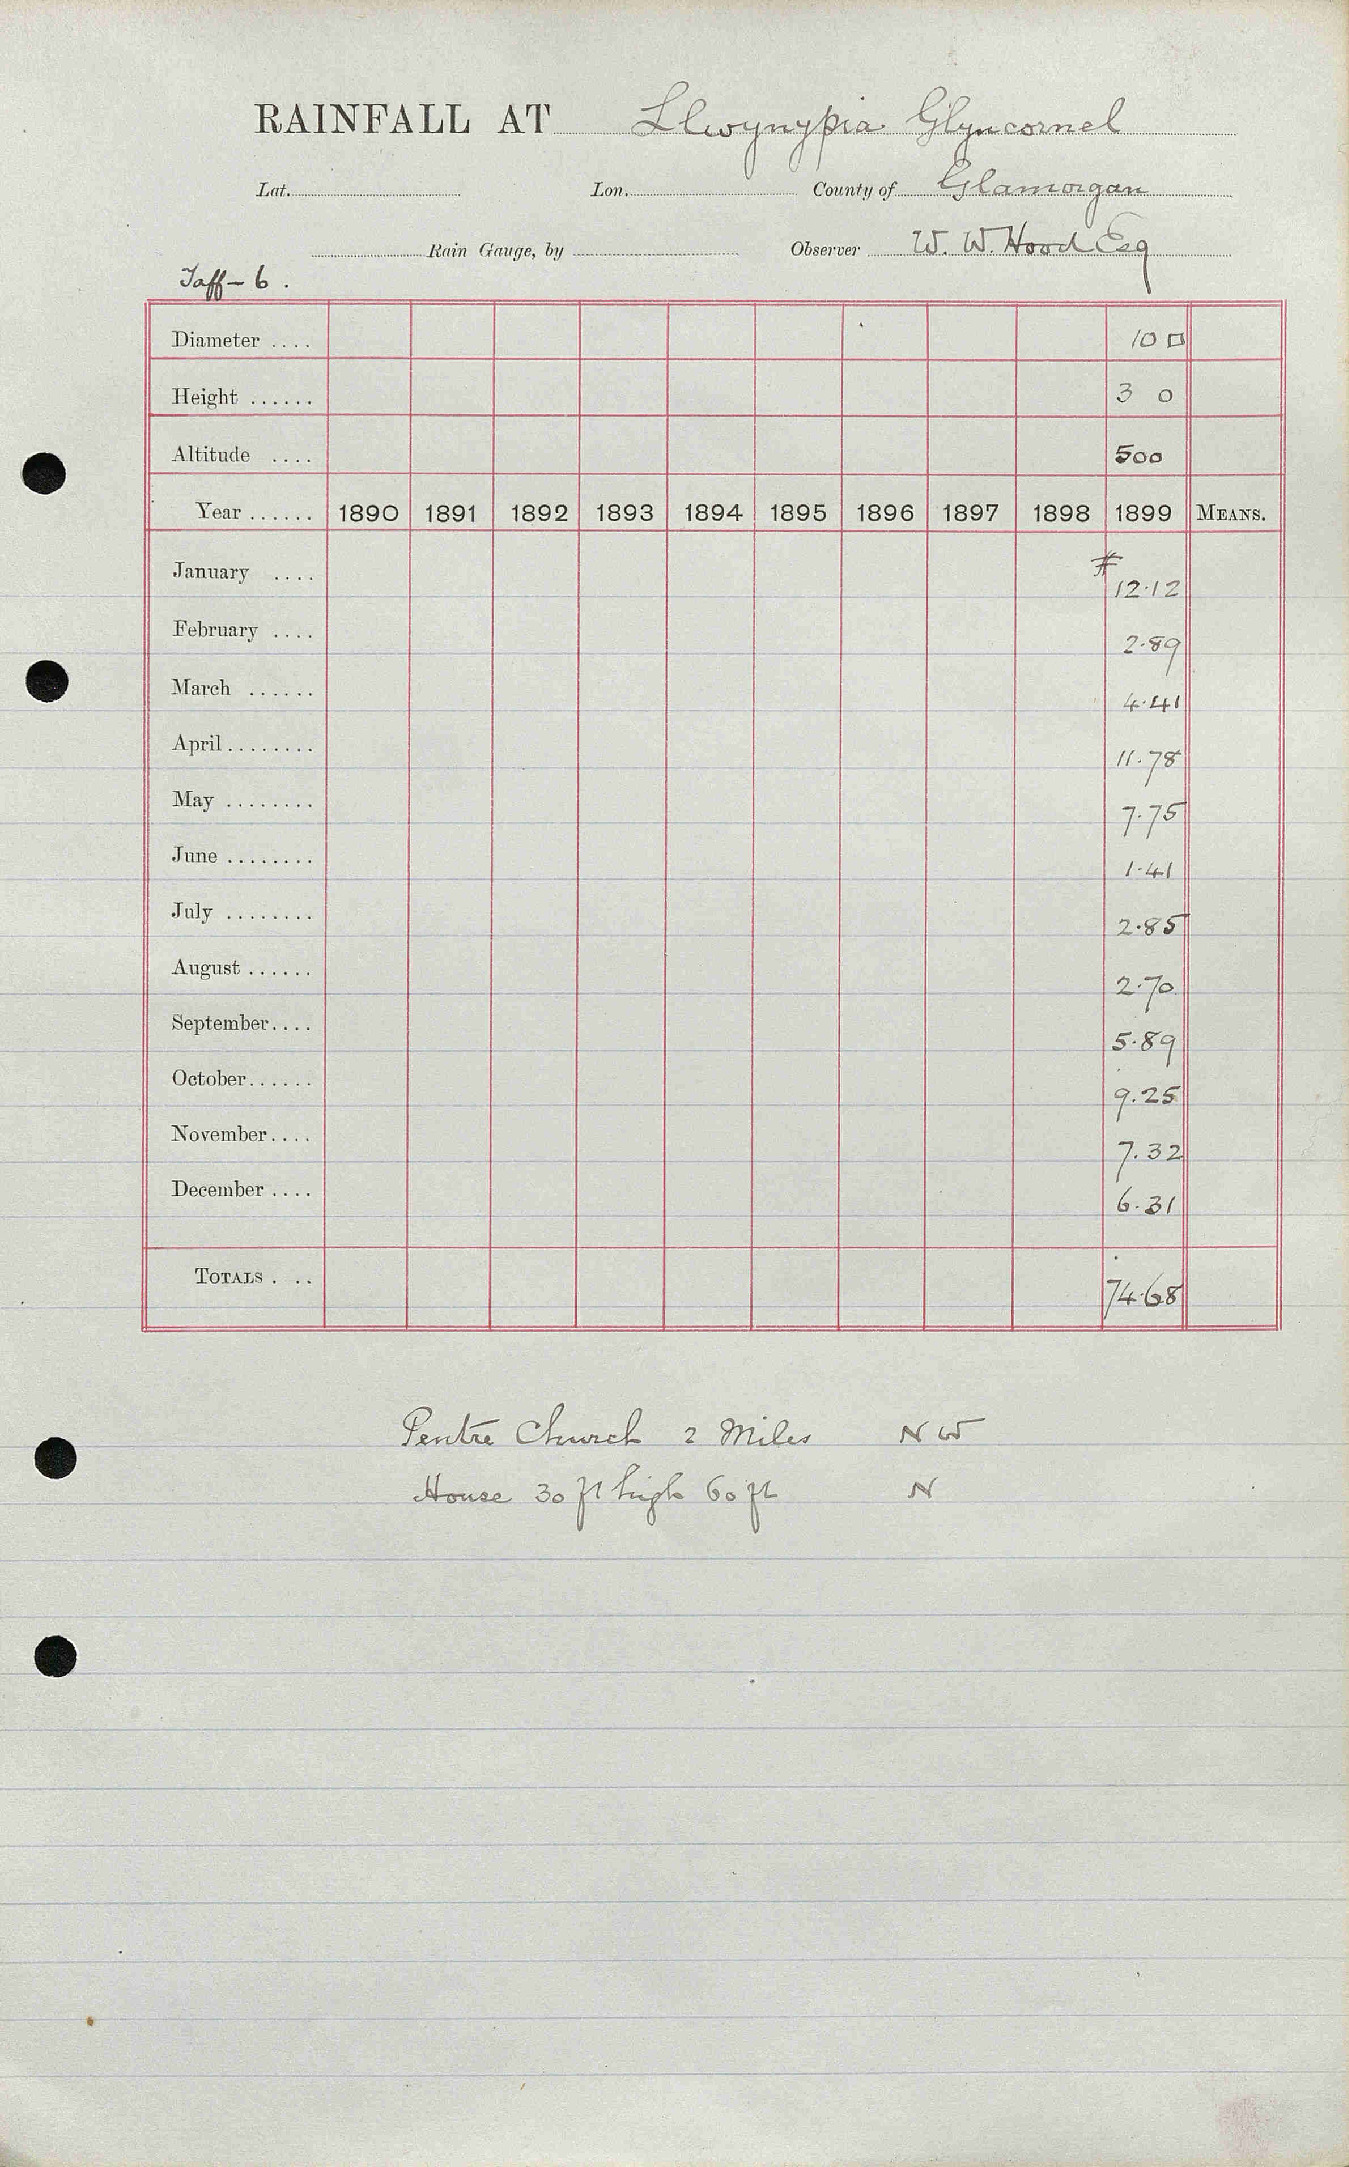 RAINFALL AT Llwynypia Glyncornel
Lat. Lon. County of Glamorgan
Rain Gauge, by Observer W. W. Hood Esq
Taff - 6 .
Diameter .... 10 □
Height ...... 3 0
Altitude .... 500
Year ...... 1890 1891 1892 1893 1894 1895 1896 1897 1898 1899 MEANS.
January .... # 12.12
February .... 2.89
March ...... 4.41
April ........ 11.78
May ........ 7.75
June ........ 1.41
July ........ 2.85
August ...... 2.70
September .... 5.89
October ...... 9.25
November .... 7.32
December .... 6.31
TOTALS . .. 74.68
Pentre Church 2 Miles NW
House 30 ft high 60 ft N